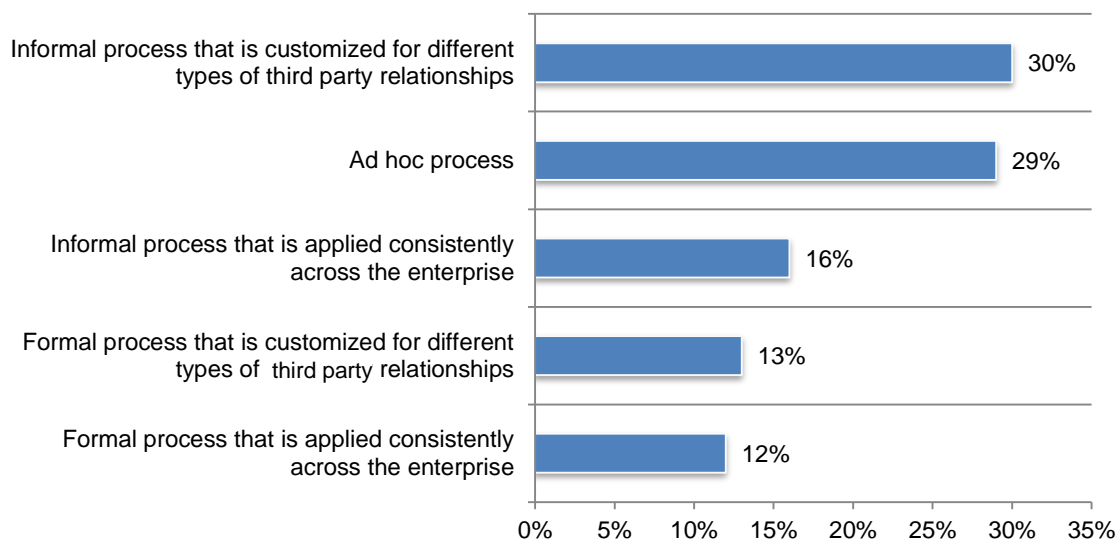 Informal process that is customized for different
types of third party relationships
30%
Ad hoc process
29%
Informal process that is applied consistently
across the enterprise
16%
Formal process that is customized for different
types of third party relationships
13%
Formal process that is applied consistently
across the enterprise
12%
0% 5% 10% 15% 20% 25% 30% 35%